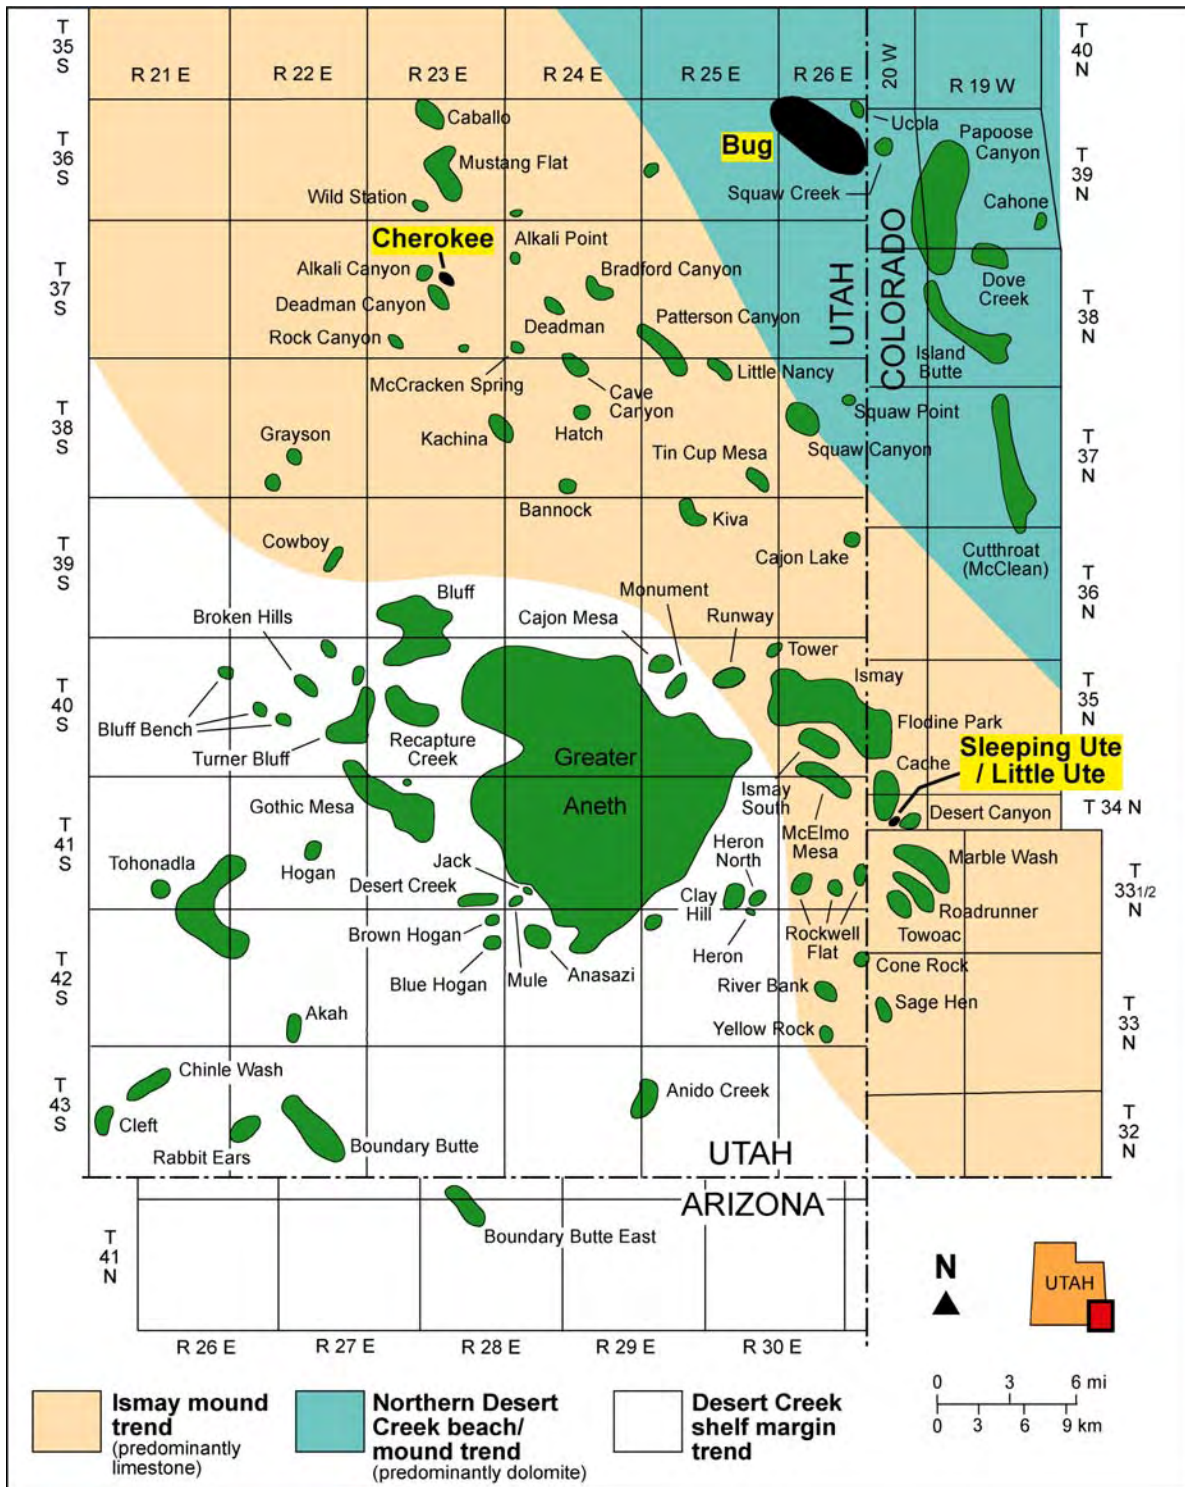 T
35
S
R 21 E
R 22 E
R 23 E
R 24 E
R 25 E
R 26 E
20 W
R 19 W
T
40
N
T
36
S
Caballo
Mustang Flat
Wild Station
Bug
Ucola
Papoose
Canyon
Squaw Creek
Cahone
T
39
N
T
37
S
Cherokee
Alkali Point
Alkali Canyon
Bradford Canyon
Deadman Canyon
Deadman
Patterson Canyon
Rock Canyon
McCracken Spring
Little Nancy
UTAH
COLORADO
Dove
Creek
Island
Butte
T
38
N
T
38
S
Grayson
Kachina
Cave
Canyon
Hatch
Tin Cup Mesa
Squaw Point
Squaw Canyon
Bannock
T
37
N
T
39
S
Cowboy
Kiva
Cajon Lake
Cutthroat
(McClean)
T
36
N
Bluff
Broken Hills
Monument
Cajon Mesa
Runway
Tower
T
40
S
Ismay
Bluff Bench
Turner Bluff
Recapture
Creek
Greater
Aneth
Flodine Park
T
35
N
Sleeping Ute
/ Little Ute
Cache
Gothic Mesa
Ismay
South
McElmo
Mesa
Desert Canyon
T 34 N
T
41
S
Tohonadla
Hogan
Jack
Desert Creek
Heron
North
Clay
Hill
Marble Wash
Roadrunner
Towoac
T
33 1/2
N
Brown Hogan
Blue Hogan
Mule
Anasazi
Heron
Rockwell
Flat
Cone Rock
T
42
S
River Bank
Sage Hen
Akah
Yellow Rock
T
33
N
T
43
S
Chinle Wash
Cleft
Rabbit Ears
Boundary Butte
Anido Creek
T
32
N
UTAH
ARIZONA
T
41
N
Boundary Butte East
N
UTAH
R 26 E
R 27 E
R 28 E
R 29 E
R 30 E
0 3 6 mi
0 3 6 9 km
Ismay mound
trend
(predominantly
limestone)
Northern Desert
Creek beach/
mound trend
(predominantly dolomite)
Desert Creek
shelf margin
trend